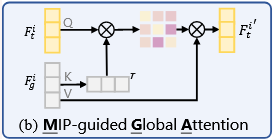 F_t^i Q F_t^i'
T
F_g^i K
V
(b) MIP-guided Global Attention